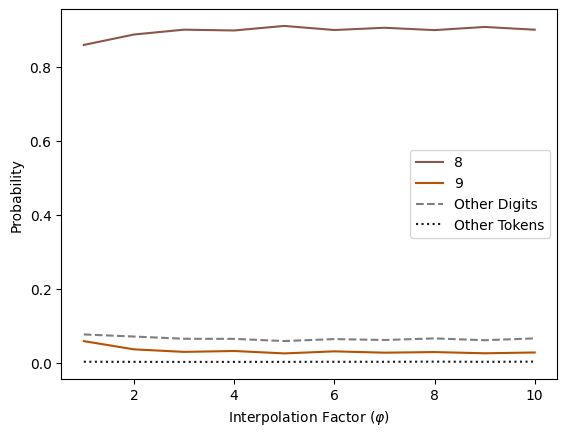 0.8
0.6
0.4
0.2
0.0
Probability
8
9
Other Digits
Other Tokens
2 4 6 8 10
Interpolation Factor (φ)